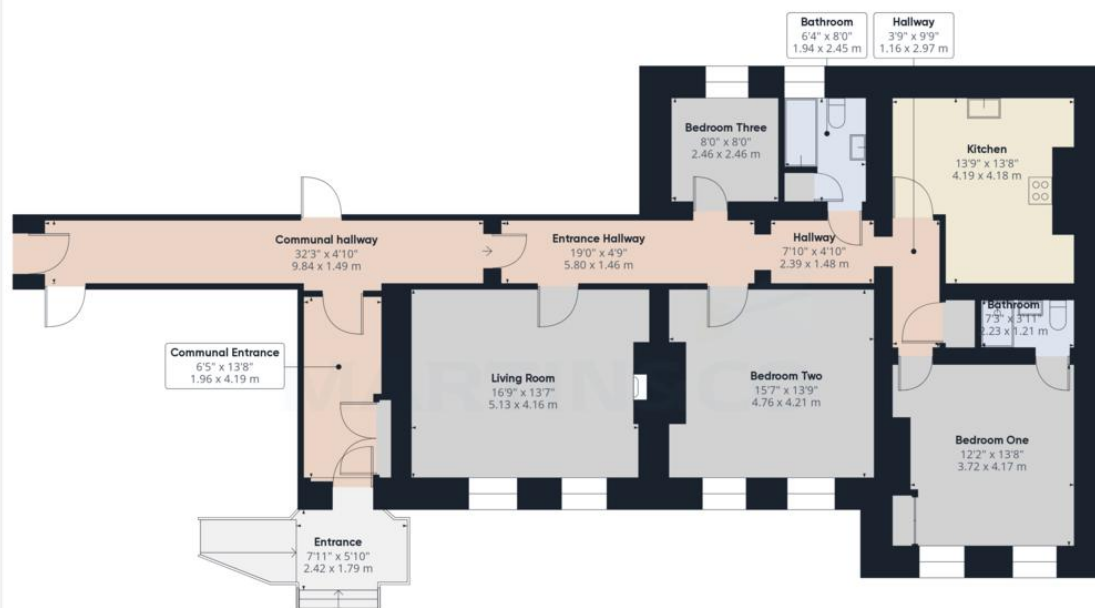 Bathroom
6'4" x 8'0"
1.94 x 2.45 m
Hallway
3'9" x 9'9"
1.16 x 2.97 m
Bedroom Three
8'0" x 8'0"
2.46 x 2.46 m
Kitchen
13'9" x 13'8"
4.19 x 4.18 m
Communal hallway
32'3" x 4'10"
9.84 x 1.49 m
Entrance Hallway
19'0" x 4'9"
5.80 x 1.46 m
Hallway
7'10" x 4'10"
2.39 x 1.48 m
Bathroom
7'3" x 3'11"
2.23 x 1.21 m
Communal Entrance
6'5" x 13'8"
1.96 x 4.19 m
Living Room
16'9" x 13'7"
5.13 x 4.16 m
Bedroom Two
15'7" x 13'9"
4.76 x 4.21 m
Bedroom One
12'2" x 13'8"
3.72 x 4.17 m
Entrance
7'11" x 5'10"
2.42 x 1.79 m